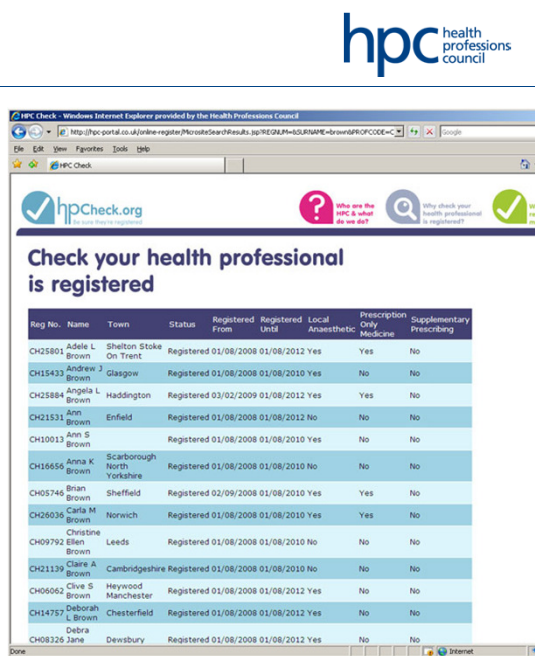 hpc health
professions
council
HPC Check - Windows Internet Explorer provided by the Health Professions Council
http://hpc-portal.co.uk/online-register/MicrositeSearchResults.jsp?REGNUM=&SURNAME=brown&PROFCODE=C
Google
File Edit View Favorites Tools Help
HPC Check
hpCheck.org
Be sure they're registered
Who are the
HPC & what
do we do?
Why check your
health professional
is registered?
Check your health professional
is registered
Reg No. Name Town Status Registered From Registered Until Local Anaesthetic Prescription Only Medicine Supplementary Prescribing
CH25801 Adele L Brown Shelton Stoke On Trent Registered 01/08/2008 01/08/2012 Yes Yes No
CH15433 Andrew J Brown Glasgow Registered 01/08/2008 01/08/2010 Yes No No
CH25884 Angela L Brown Haddington Registered 03/02/2009 01/08/2012 Yes Yes No
CH21531 Ann Brown Enfield Registered 01/08/2008 01/08/2012 No No No
CH10013 Ann S Brown Registered 01/08/2008 01/08/2010 Yes No No
CH16656 Anna K Brown Scarborough North Yorkshire Registered 01/08/2008 01/08/2010 No No No
CH05746 Brian Brown Sheffield Registered 02/09/2008 01/08/2010 Yes Yes No
CH26036 Carla M Brown Norwich Registered 01/08/2008 01/08/2010 Yes Yes No
CH09792 Christine Ellen Brown Leeds Registered 01/08/2008 01/08/2010 No No No
CH21139 Claire A Brown Cambridgeshire Registered 01/08/2008 01/08/2010 No No No
CH06062 Clive S Brown Heywood Manchester Registered 01/08/2008 01/08/2012 Yes No No
CH14757 Deborah L Brown Chesterfield Registered 01/08/2008 01/08/2012 Yes No No
CH08326 Debra Jane Dewsbury Registered 01/08/2008 01/08/2012 Yes No No
Done Internet